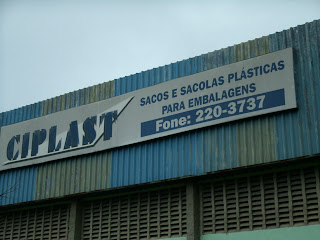 CIPLAST
SACOS E SACOLAS PLÁSTICAS
PARA EMBALAGENS
Fone: 220-3737